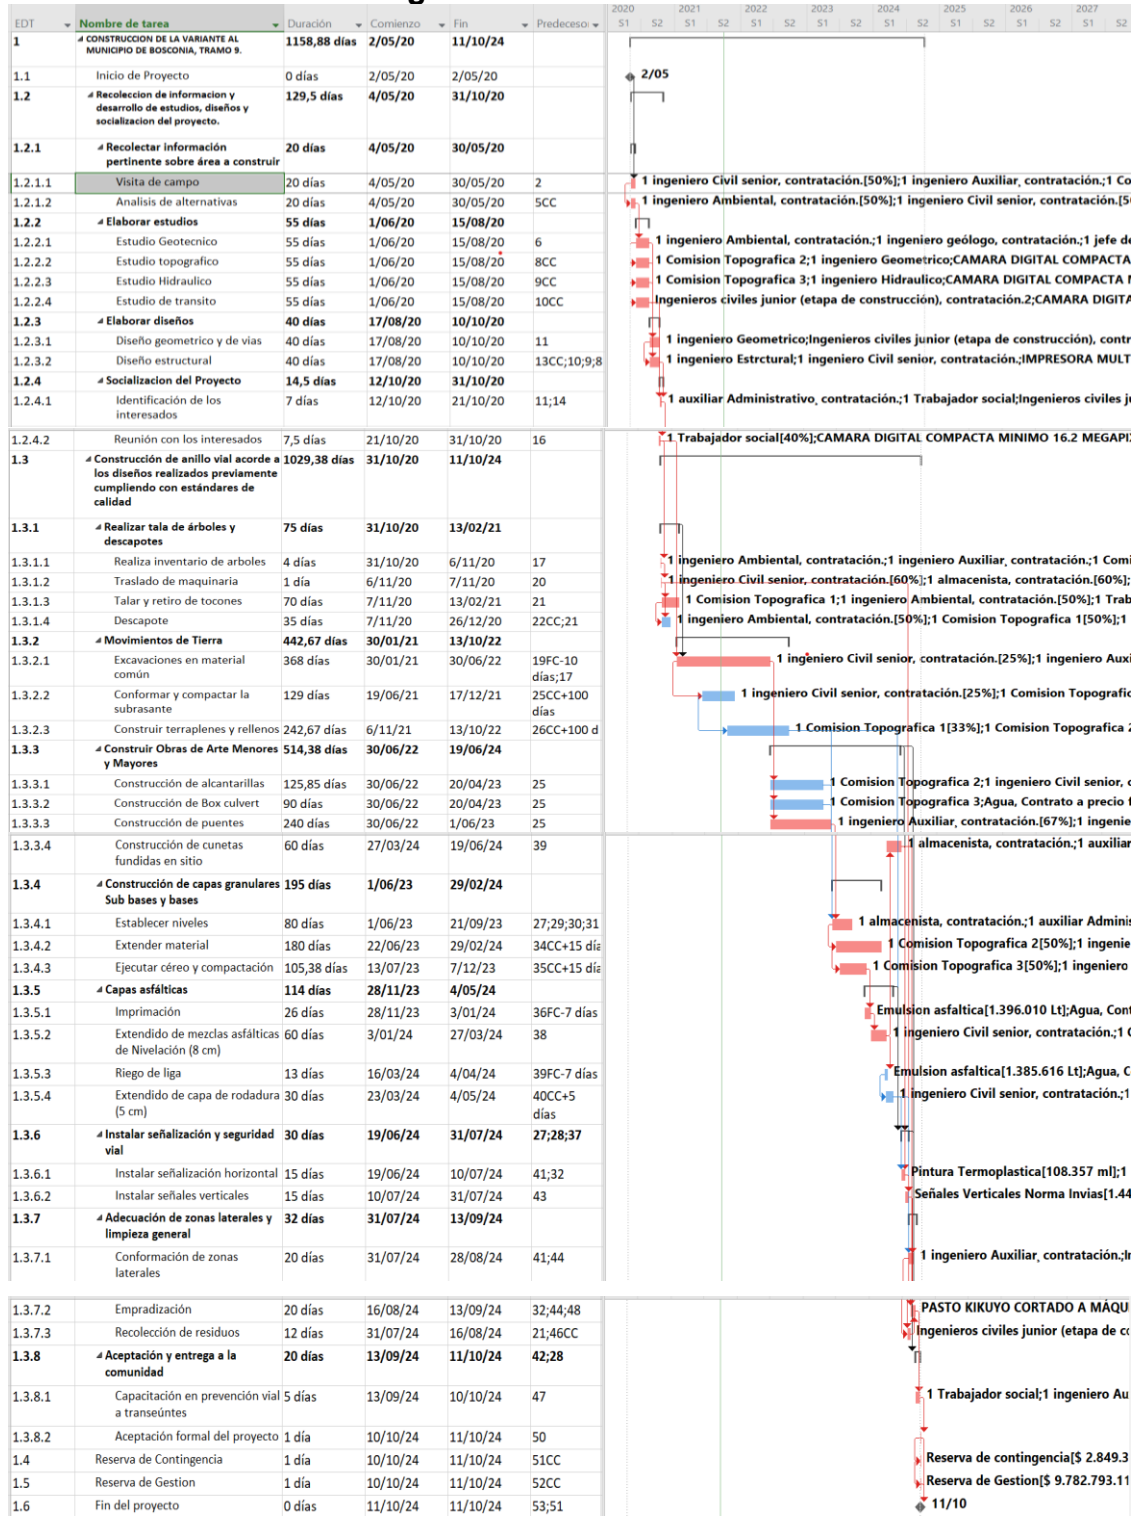 2020 2021 2022 2023 2024 2025 2026 2027
EDT Nombre de tarea Duración Comienzo Fin Predecesor S1 S2 S1 S2 S1 S2 S1 S2 S1 S2 S1 S2 S1 S2 S1 S2
1 CONSTRUCCION DE LA VARIANTE AL 1158,88 días 2/05/20 11/10/24
MUNICIPIO DE BOSCONIA, TRAMO 9.
1.1 Inicio de Proyecto 0 días 2/05/20 2/05/20 2/05
1.2 Recoleccion de informacion y 129,5 días 4/05/20 31/10/20
desarrollo de estudios, diseños y
socializacion del proyecto.
1.2.1 Recolectar información 20 días 4/05/20 30/05/20
pertinente sobre área a construir
1.2.1.1 Visita de campo 20 días 4/05/20 30/05/20 2 1 ingeniero Civil senior, contratación.[50%];1 ingeniero Auxiliar, contratación.;1 Co
1.2.1.2 Analisis de alternativas 20 días 4/05/20 30/05/20 5CC 1 ingeniero Ambiental, contratación.[50%];1 ingeniero Civil senior, contratación.[5
1.2.2 Elaborar estudios 55 días 1/06/20 15/08/20
1.2.2.1 Estudio Geotecnico 55 días 1/06/20 15/08/20 6 1 ingeniero Ambiental, contratación.;1 ingeniero geólogo, contratación.;1 jefe de
1.2.2.2 Estudio topografico 55 días 1/06/20 15/08/20 8CC 1 Comision Topografica 2;1 ingeniero Geometrico;CAMARA DIGITAL COMPACTA
1.2.2.3 Estudio Hidraulico 55 días 1/06/20 15/08/20 9CC 1 Comision Topografica 3;1 ingeniero Hidraulico;CAMARA DIGITAL COMPACTA M
1.2.2.4 Estudio de transito 55 días 1/06/20 15/08/20 10CC Ingenieros civiles junior (etapa de construcción), contratación.2;CAMARA DIGITA
1.2.3 Elaborar diseños 40 días 17/08/20 10/10/20
1.2.3.1 Diseño geometrico y de vias 40 días 17/08/20 10/10/20 11 1 ingeniero Geometrico;Ingenieros civiles junior (etapa de construcción), contr
1.2.3.2 Diseño estructural 40 días 17/08/20 10/10/20 13CC;10;9;8 1 ingeniero Estrctural;1 ingeniero Civil senior, contratación.;IMPRESORA MULT
1.2.4 Socializacion del Proyecto 14,5 días 12/10/20 31/10/20
1.2.4.1 Identificación de los 7 días 12/10/20 21/10/20 11;14 1 auxiliar Administrativo, contratación.;1 Trabajador social;Ingenieros civiles ju
interesados
1.2.4.2 Reunión con los interesados 7,5 días 21/10/20 31/10/20 16 1 Trabajador social[40%];CAMARA DIGITAL COMPACTA MINIMO 16.2 MEGAPIX
1.3 Construcción de anillo vial acorde a 1029,38 días 31/10/20 11/10/24
los diseños realizados previamente
cumpliendo con estándares de
calidad
1.3.1 Realizar tala de árboles y 75 días 31/10/20 13/02/21
descapotes
1.3.1.1 Realiza inventario de arboles 4 días 31/10/20 6/11/20 17 1 ingeniero Ambiental, contratación.;1 ingeniero Auxiliar, contratación.;1 Comi
1.3.1.2 Traslado de maquinaria 1 día 6/11/20 7/11/20 20 1 ingeniero Civil senior, contratación.[60%];1 almacenista, contratación.[60%];
1.3.1.3 Talar y retiro de tocones 70 días 7/11/20 13/02/21 21 1 Comision Topografica 1;1 ingeniero Ambiental, contratación.[50%];1 Trab
1.3.1.4 Descapote 35 días 7/11/20 26/12/20 22CC;21 1 ingeniero Ambiental, contratación.[50%];1 Comision Topografica 1[50%];1
1.3.2 Movimientos de Tierra 442,67 días 30/01/21 13/10/22
1.3.2.1 Excavaciones en material 368 días 30/01/21 30/06/22 19FC-10 1 ingeniero Civil senior, contratación.[25%];1 ingeniero Auxi
común días;17
1.3.2.2 Conformar y compactar la 129 días 19/06/21 17/12/21 25CC+100 1 ingeniero Civil senior, contratación.[25%];1 Comision Topografic
subrasante días
1.3.2.3 Construir terraplenes y rellenos 242,67 días 6/11/21 13/10/22 26CC+100 d 1 Comision Topografica 1[33%];1 Comision Topografica 2
1.3.3 Construir Obras de Arte Menores 514,38 días 30/06/22 19/06/24
y Mayores
1.3.3.1 Construcción de alcantarillas 125,85 días 30/06/22 20/04/23 25 1 Comision Topografica 2;1 ingeniero Civil senior, c
1.3.3.2 Construcción de Box culvert 90 días 30/06/22 20/04/23 25 1 Comision Topografica 3;Agua, Contrato a precio f
1.3.3.3 Construcción de puentes 240 días 30/06/22 1/06/23 25 1 ingeniero Auxiliar, contratación.[67%];1 ingenie
1.3.3.4 Construcción de cunetas 60 días 27/03/24 19/06/24 39 1 almacenista, contratación.;1 auxiliar
fundidas en sitio
1.3.4 Construcción de capas granulares 195 días 1/06/23 29/02/24
Sub bases y bases
1.3.4.1 Establecer niveles 80 días 1/06/23 21/09/23 27;29;30;31 1 almacenista, contratación.;1 auxiliar Adminis
1.3.4.2 Extender material 180 días 22/06/23 29/02/24 34CC+15 día 1 Comision Topografica 2[50%];1 ingenie
1.3.4.3 Ejecutar céreo y compactación 105,38 días 13/07/23 7/12/23 35CC+15 día 1 Comision Topografica 3[50%];1 ingeniero
1.3.5 Capas asfálticas 114 días 28/11/23 4/05/24
1.3.5.1 Imprimación 26 días 28/11/23 3/01/24 36FC-7 días Emulsion asfaltica[1.396.010 Lt];Agua, Cont
1.3.5.2 Extendido de mezclas asfálticas 60 días 3/01/24 27/03/24 38 1 ingeniero Civil senior, contratación.;1 C
de Nivelación (8 cm)
1.3.5.3 Riego de liga 13 días 16/03/24 4/04/24 39FC-7 días Emulsion asfaltica[1.385.616 Lt];Agua, C
1.3.5.4 Extendido de capa de rodadura 30 días 23/03/24 4/05/24 40CC+5 1 ingeniero Civil senior, contratación.;1
(5 cm) días
1.3.6 Instalar señalización y seguridad 30 días 19/06/24 31/07/24 27;28;37
vial
1.3.6.1 Instalar señalización horizontal 15 días 19/06/24 10/07/24 41;32 Pintura Termoplastica[108.357 ml];1
1.3.6.2 Instalar señales verticales 15 días 10/07/24 31/07/24 43 Señales Verticales Norma Invias[1.44
1.3.7 Adecuación de zonas laterales y 32 días 31/07/24 13/09/24
limpieza general
1.3.7.1 Conformación de zonas 20 días 31/07/24 28/08/24 41;44 1 ingeniero Auxiliar, contratación.;In
laterales
1.3.7.2 Empradización 20 días 16/08/24 13/09/24 32;44;48 PASTO KIKUYO CORTADO A MÁQU
1.3.7.3 Recolección de residuos 12 días 31/07/24 16/08/24 21;46CC Ingenieros civiles junior (etapa de co
1.3.8 Aceptación y entrega a la 20 días 13/09/24 11/10/24 42;28
comunidad
1.3.8.1 Capacitación en prevención vial 5 días 13/09/24 10/10/24 47 1 Trabajador social;1 ingeniero Au
a transeúntes
1.3.8.2 Aceptación formal del proyecto 1 día 10/10/24 11/10/24 50
1.4 Reserva de Contingencia 1 día 10/10/24 11/10/24 51CC Reserva de contingencia[$ 2.849.3
1.5 Reserva de Gestion 1 día 10/10/24 11/10/24 52CC Reserva de Gestion[$ 9.782.793.11
1.6 Fin del proyecto 0 días 11/10/24 11/10/24 53;51 11/10